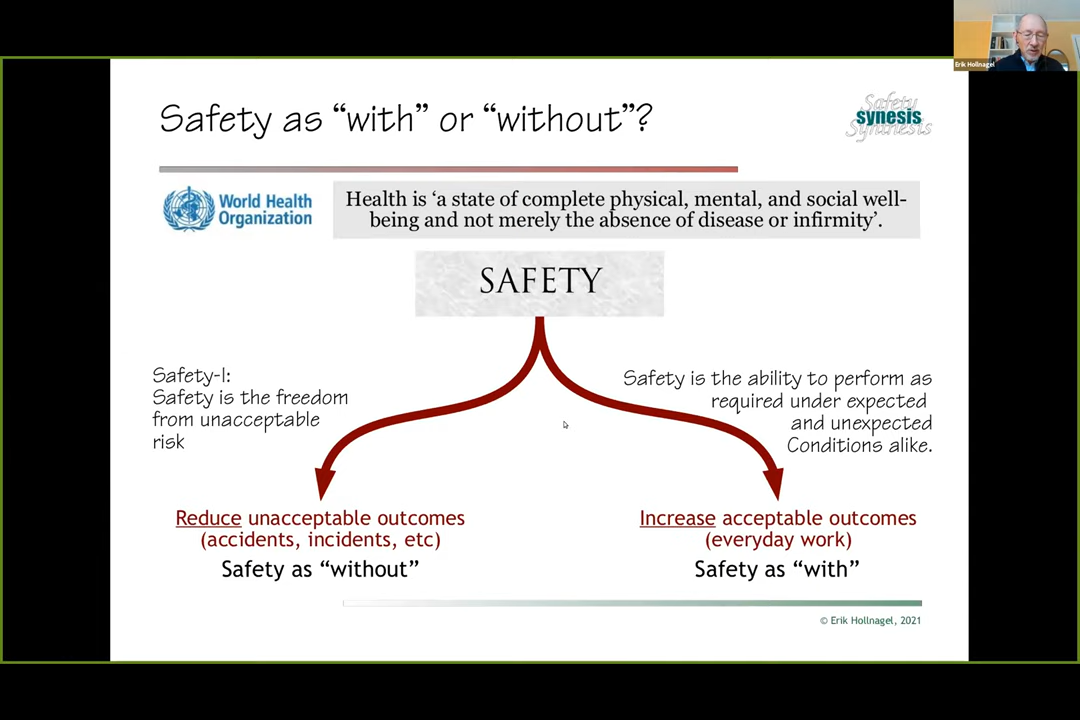 Erik Hollnagel
Safety as “with” or “without”?
Safety
synesis
Synthesis
World Health
Organization
Health is ‘a state of complete physical, mental, and social well-
being and not merely the absence of disease or infirmity’.
SAFETY
Safety-I:
Safety is the freedom
from unacceptable
risk
Safety is the ability to perform as
required under expected
and unexpected
Conditions alike.
Reduce unacceptable outcomes
(accidents, incidents, etc)
Safety as “without”
Increase acceptable outcomes
(everyday work)
Safety as “with”
© Erik Hollnagel, 2021